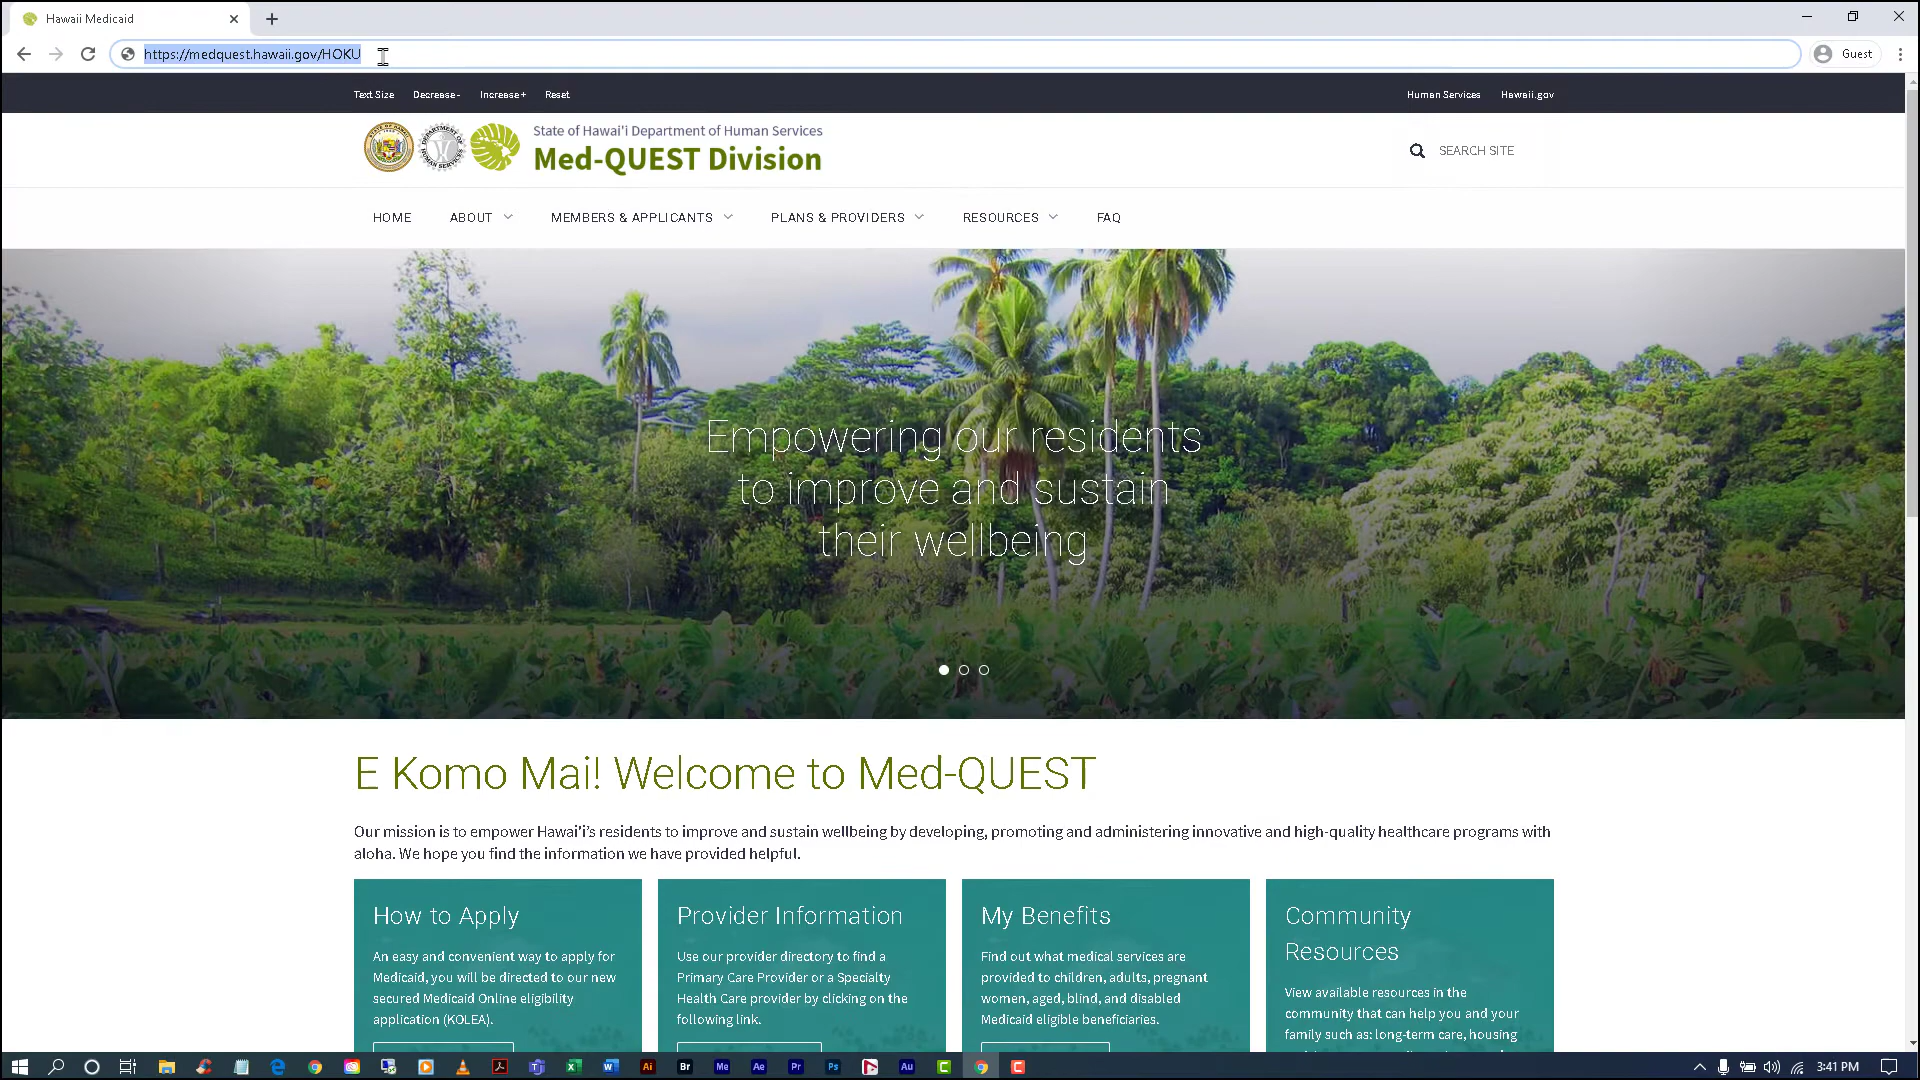 Hawaii Medicaid
https://medquest.hawaii.gov/HOKU
Guest
Text Size Decrease- Increase+ Reset
Human Services Hawaii.gov
State of Hawai'i Department of Human Services
Med-QUEST Division
SEARCH SITE
HOME ABOUT MEMBERS & APPLICANTS PLANS & PROVIDERS RESOURCES FAQ
Empowering our residents
to improve and sustain
their wellbeing
E Komo Mai! Welcome to Med-QUEST
Our mission is to empower Hawai'i's residents to improve and sustain wellbeing by developing, promoting and administering innovative and high-quality healthcare programs with
aloha. We hope you find the information we have provided helpful.
How to Apply
An easy and convenient way to apply for
Medicaid, you will be directed to our new
secured Medicaid Online eligibility
application (KOLEA).
Provider Information
Use our provider directory to find a
Primary Care Provider or a Specialty
Health Care provider by clicking on the
following link.
My Benefits
Find out what medical services are
provided to children, adults, pregnant
women, aged, blind, and disabled
Medicaid eligible beneficiaries.
Community
Resources
View available resources in the
community that can help you and your
family such as: long-term care, housing
Ai Br Me Ae Pr Ps Au
3:41 PM